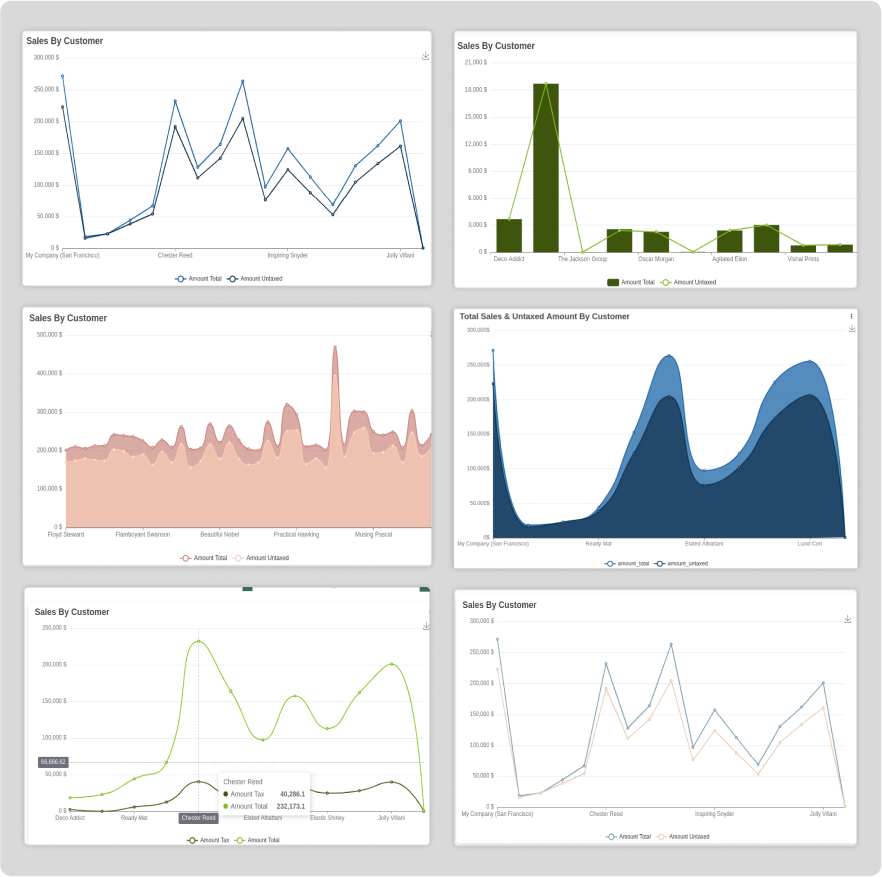 Sales By Customer
300,000 $
250,000 $
200,000 $
150,000 $
100,000 $
50,000 $
0 $
My Company (San Francisco) Chester Reed Inspiring Snyder Jolly Villani
Amount Total Amount Untaxed
Sales By Customer
21,000 $
18,000 $
15,000 $
12,000 $
9,000 $
6,000 $
3,000 $
0 $
Deco Addict The Jackson Group Oscar Morgan Agitated Elion Vishal Prints
Amount Total Amount Untaxed
Sales By Customer
500,000 $
400,000 $
300,000 $
200,000 $
100,000 $
0 $
Floyd Steward Flamboyant Swanson Beautiful Nobel Practical Hawking Musing Pascal
Amount Total Amount Untaxed
Total Sales & Untaxed Amount By Customer
300,000$
250,000$
200,000$
150,000$
100,000$
50,000$
0$
My Company (San Francisco) Ready Mat Elated Albattani Lucid Cori
amount_total amount_untaxed
Sales By Customer
250,000 $
200,000 $
150,000 $
100,000 $
66,666.62
50,000 $
0 $
Chester Reed
Amount Tax 40,286.1
Amount Total 232,173.1
Deco Addict Ready Mat Chester Reed Elated Albattani Elastic Shirley Jolly Villani
Amount Tax Amount Total
Sales By Customer
300,000 $
250,000 $
200,000 $
150,000 $
100,000 $
50,000 $
0 $
My Company (San Francisco) Chester Reed Inspiring Snyder Jolly Villani
Amount Total Amount Untaxed